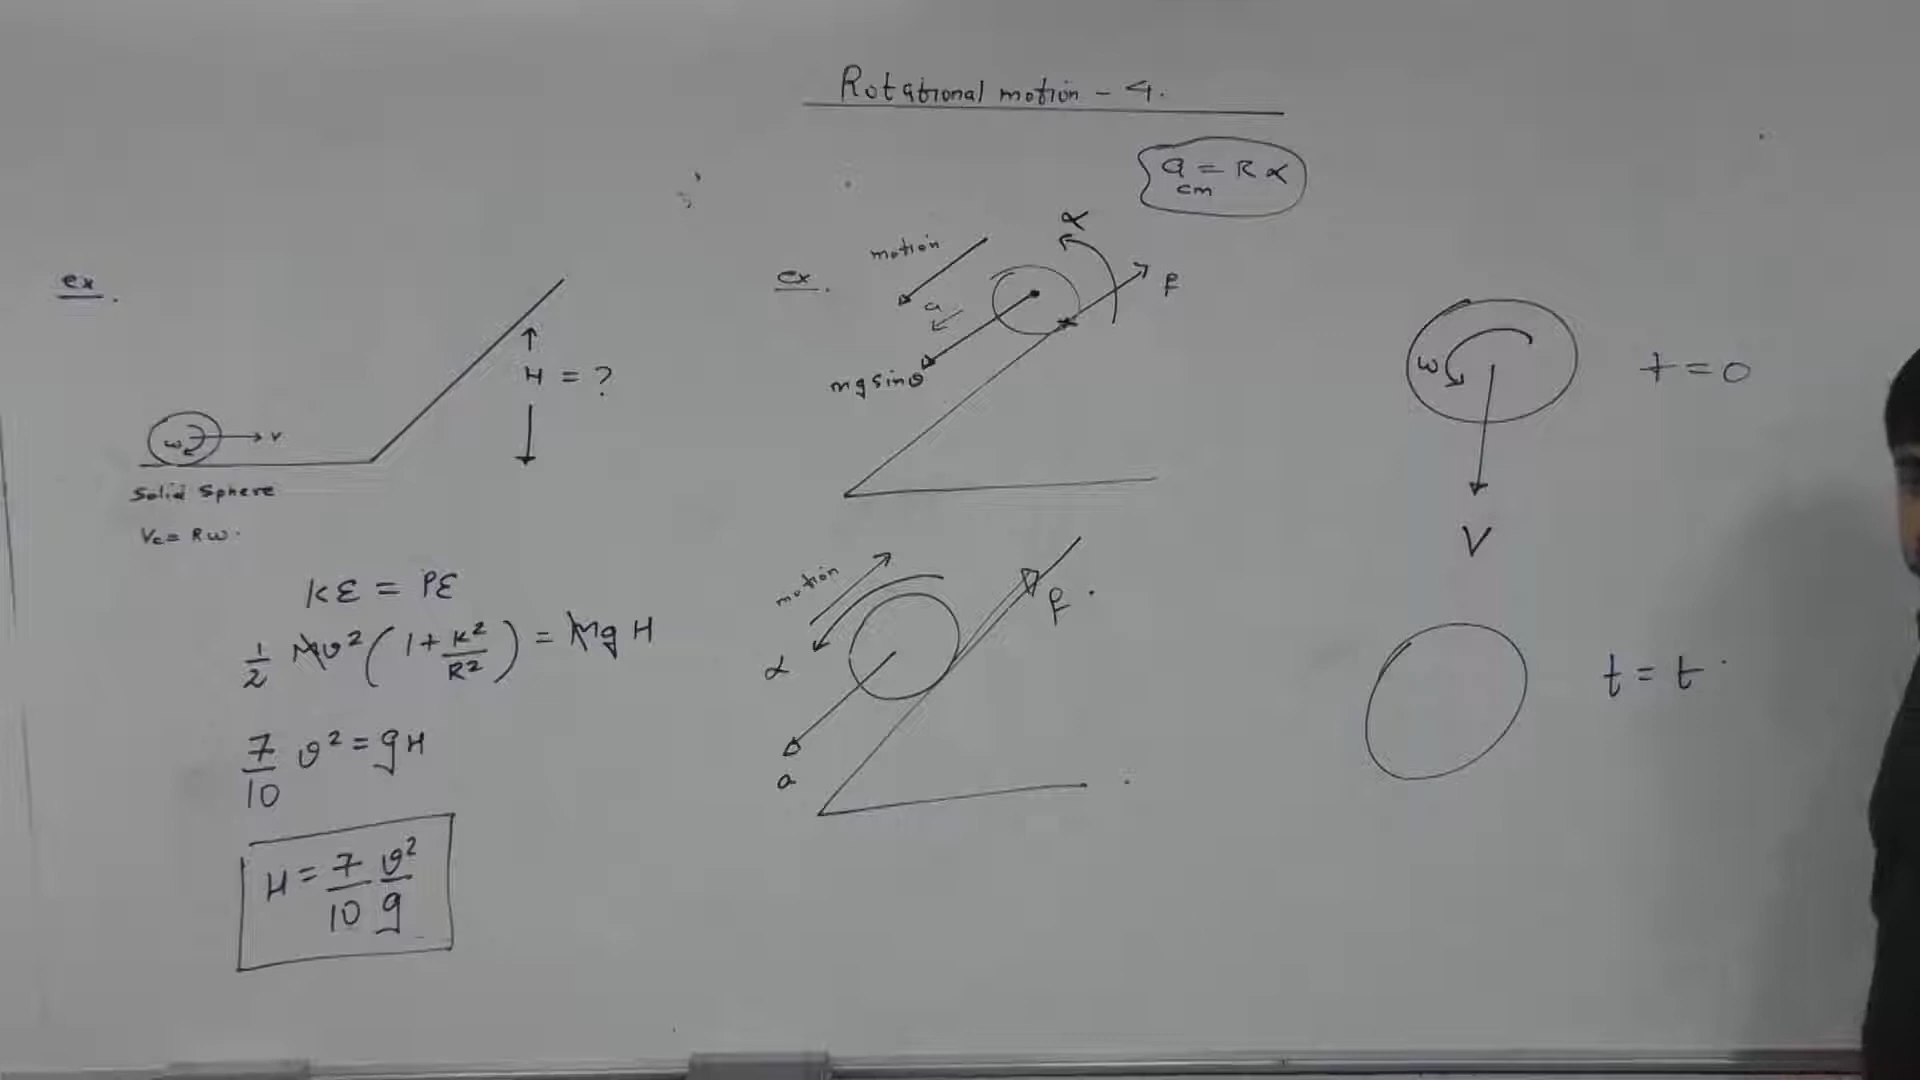 Rotational motion - 4.
a cm = Rα
ex.
H = ?
ω
v
Solid Sphere
Vc = Rω.
KE = PE
1/2 Mv² (1 + K²/R²) = MgH
7/10 v² = gH
H = 7/10 v²/g
ex.
motion
α
f
a
mg sinθ
motion
f.
α
a
ω
t = 0
V
t = t